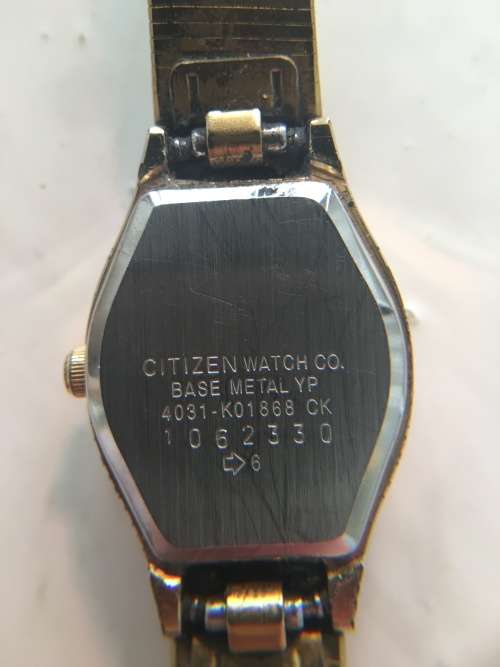 CITIZEN WATCH CO.
BASE METAL YP
4031-K01868 CK
1062330
⇨6